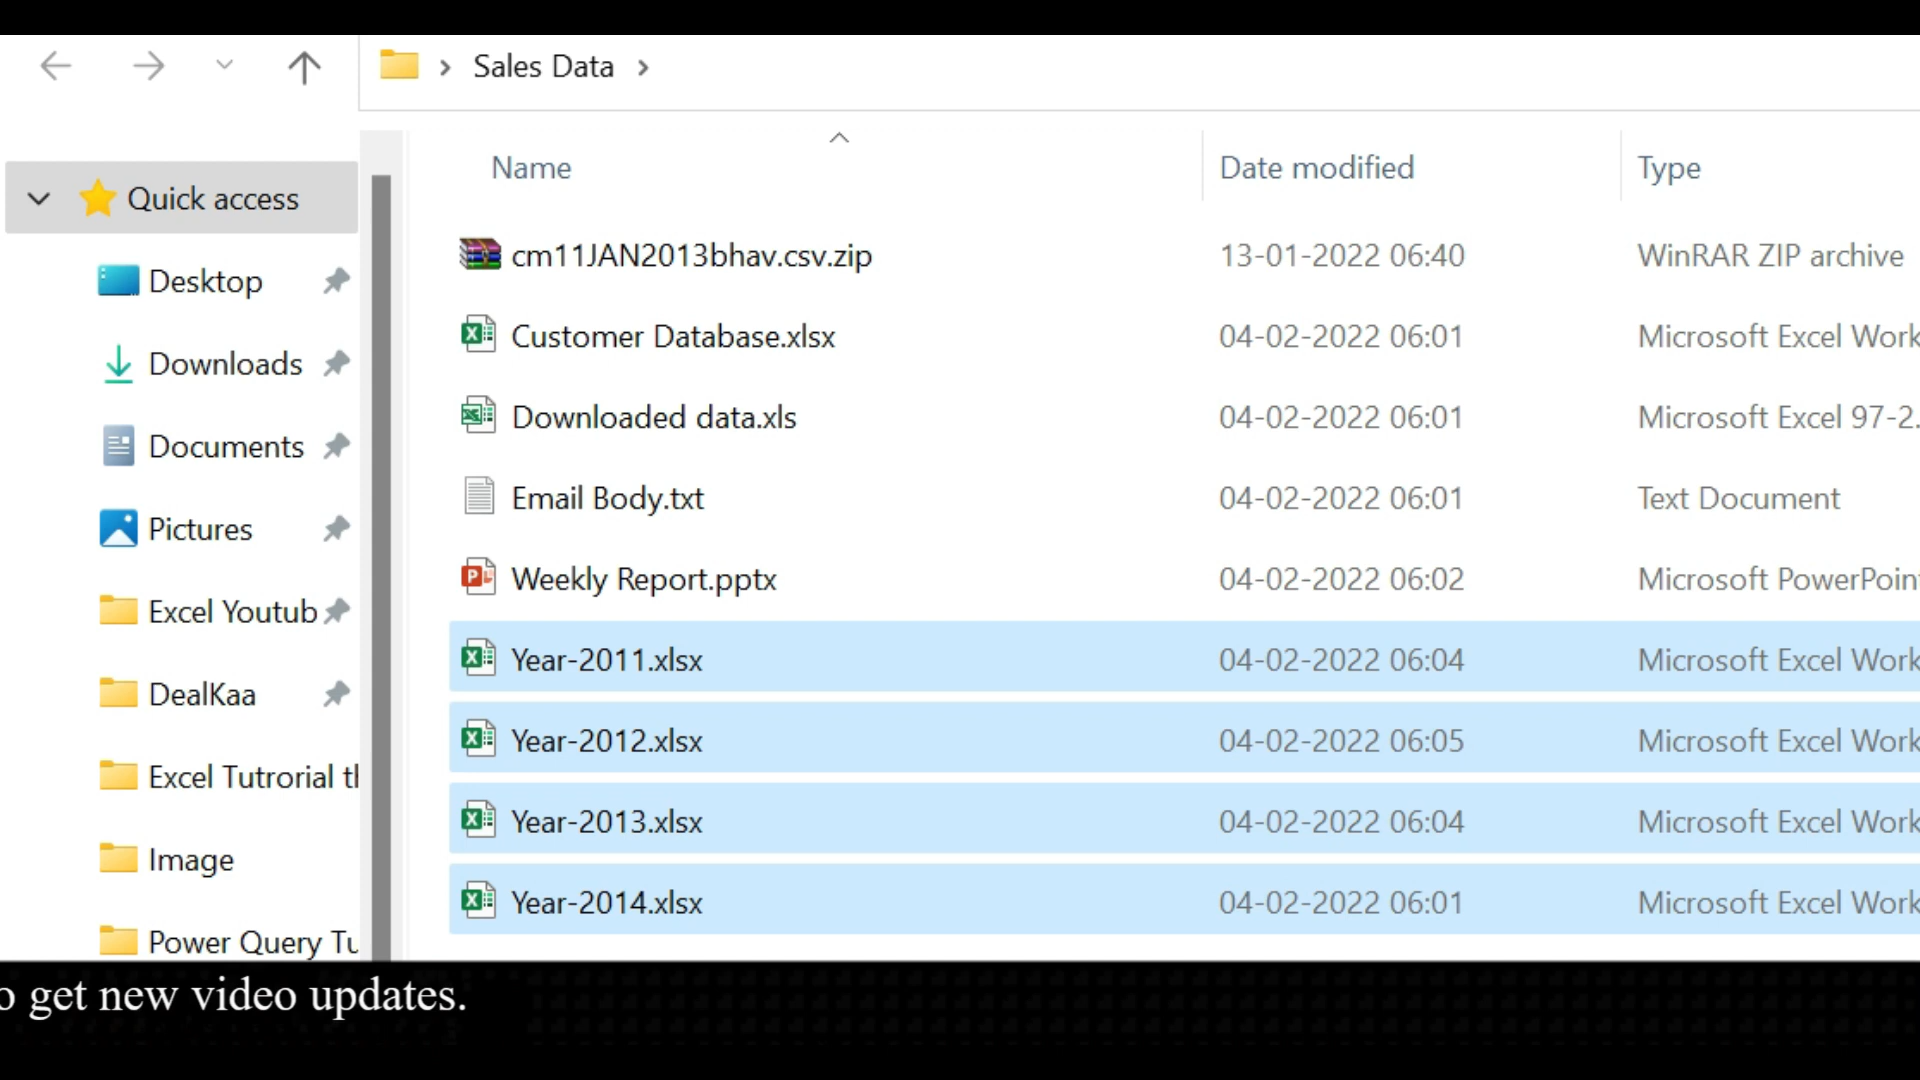 Sales Data
Name Date modified Type
Quick access
Desktop
Downloads
Documents
Pictures
Excel Youtub
DealKaa
Excel Tutrorial
Image
Power Query
cm11JAN2013bhav.csv.zip 13-01-2022 06:40 WinRAR ZIP archive
Customer Database.xlsx 04-02-2022 06:01 Microsoft Excel Work
Downloaded data.xls 04-02-2022 06:01 Microsoft Excel 97-2.
Email Body.txt 04-02-2022 06:01 Text Document
Weekly Report.pptx 04-02-2022 06:02 Microsoft PowerPoin
Year-2011.xlsx 04-02-2022 06:04 Microsoft Excel Work
Year-2012.xlsx 04-02-2022 06:05 Microsoft Excel Work
Year-2013.xlsx 04-02-2022 06:04 Microsoft Excel Work
Year-2014.xlsx 04-02-2022 06:01 Microsoft Excel Work
o get new video updates.